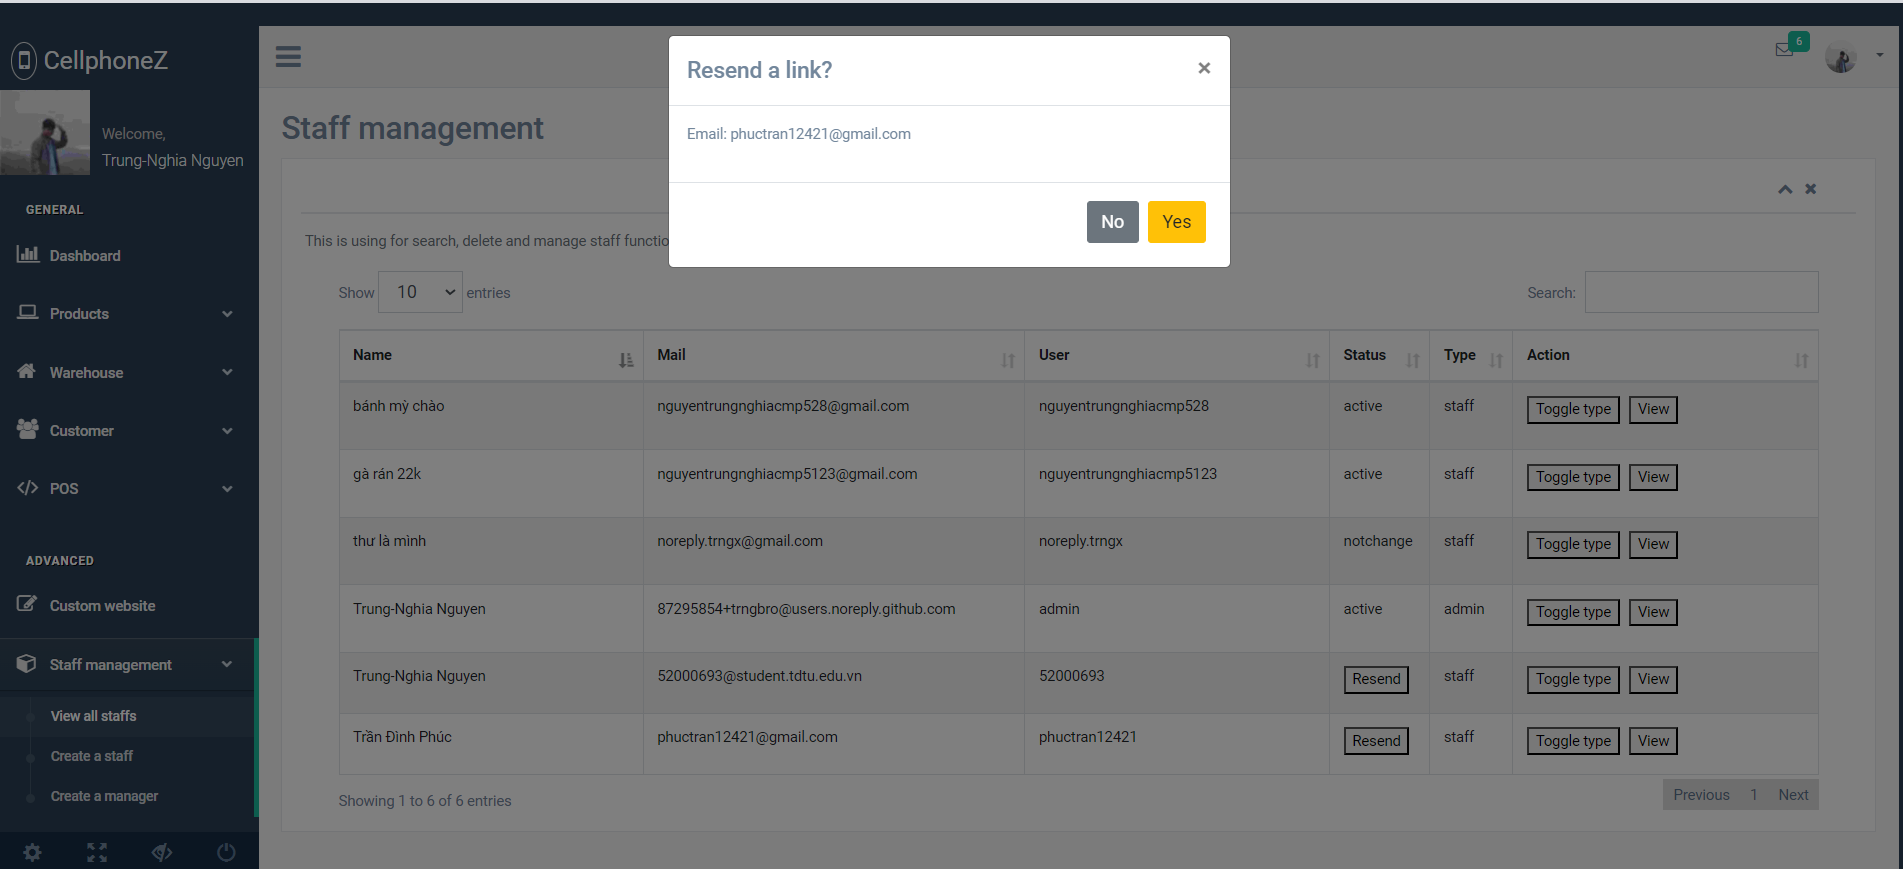 CellphoneZ
Welcome,
Trung-Nghia Nguyen
GENERAL
Dashboard
Products
Warehouse
Customer
POS
ADVANCED
Custom website
Staff management
View all staffs
Create a staff
Create a manager
6
Resend a link?
×
Email: phuctran12421@gmail.com
No Yes
Staff management
This is using for search, delete and manage staff functio
Show 10 entries
Search:
Name Mail User Status Type Action
bánh mỳ chào nguyentrungnghiacmp528@gmail.com nguyentrungnghiacmp528 active staff Toggle type View
gà rán 22k nguyentrungnghiacmp5123@gmail.com nguyentrungnghiacmp5123 active staff Toggle type View
thư là mình noreply.trngx@gmail.com noreply.trngx notchange staff Toggle type View
Trung-Nghia Nguyen 87295854+trngbro@users.noreply.github.com admin active admin Toggle type View
Trung-Nghia Nguyen 52000693@student.tdtu.edu.vn 52000693 Resend staff Toggle type View
Trần Đình Phúc phuctran12421@gmail.com phuctran12421 Resend staff Toggle type View
Showing 1 to 6 of 6 entries
Previous 1 Next